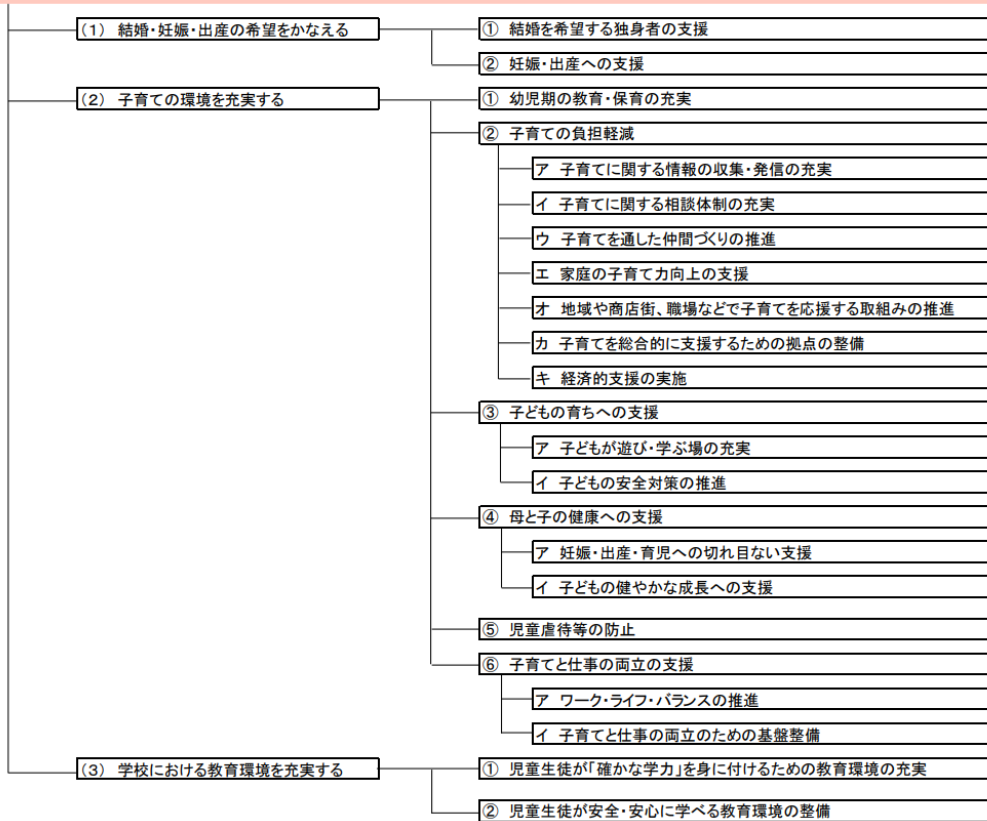 (1) 結婚・妊娠・出産の希望をかなえる
① 結婚を希望する独身者の支援
② 妊娠・出産への支援
(2) 子育ての環境を充実する
① 幼児期の教育・保育の充実
② 子育ての負担軽減
ア 子育てに関する情報の収集・発信の充実
イ 子育てに関する相談体制の充実
ウ 子育てを通した仲間づくりの推進
エ 家庭の子育て力向上の支援
オ 地域や商店街、職場などで子育てを応援する取組みの推進
カ 子育てを総合的に支援するための拠点の整備
キ 経済的支援の実施
③ 子どもの育ちへの支援
ア 子どもが遊び・学ぶ場の充実
イ 子どもの安全対策の推進
④ 母と子の健康への支援
ア 妊娠・出産・育児への切れ目ない支援
イ 子どもの健やかな成長への支援
⑤ 児童虐待等の防止
⑥ 子育てと仕事の両立の支援
ア ワーク・ライフ・バランスの推進
イ 子育てと仕事の両立のための基盤整備
(3) 学校における教育環境を充実する
① 児童生徒が「確かな学力」を身に付けるための教育環境の充実
② 児童生徒が安全・安心に学べる教育環境の整備